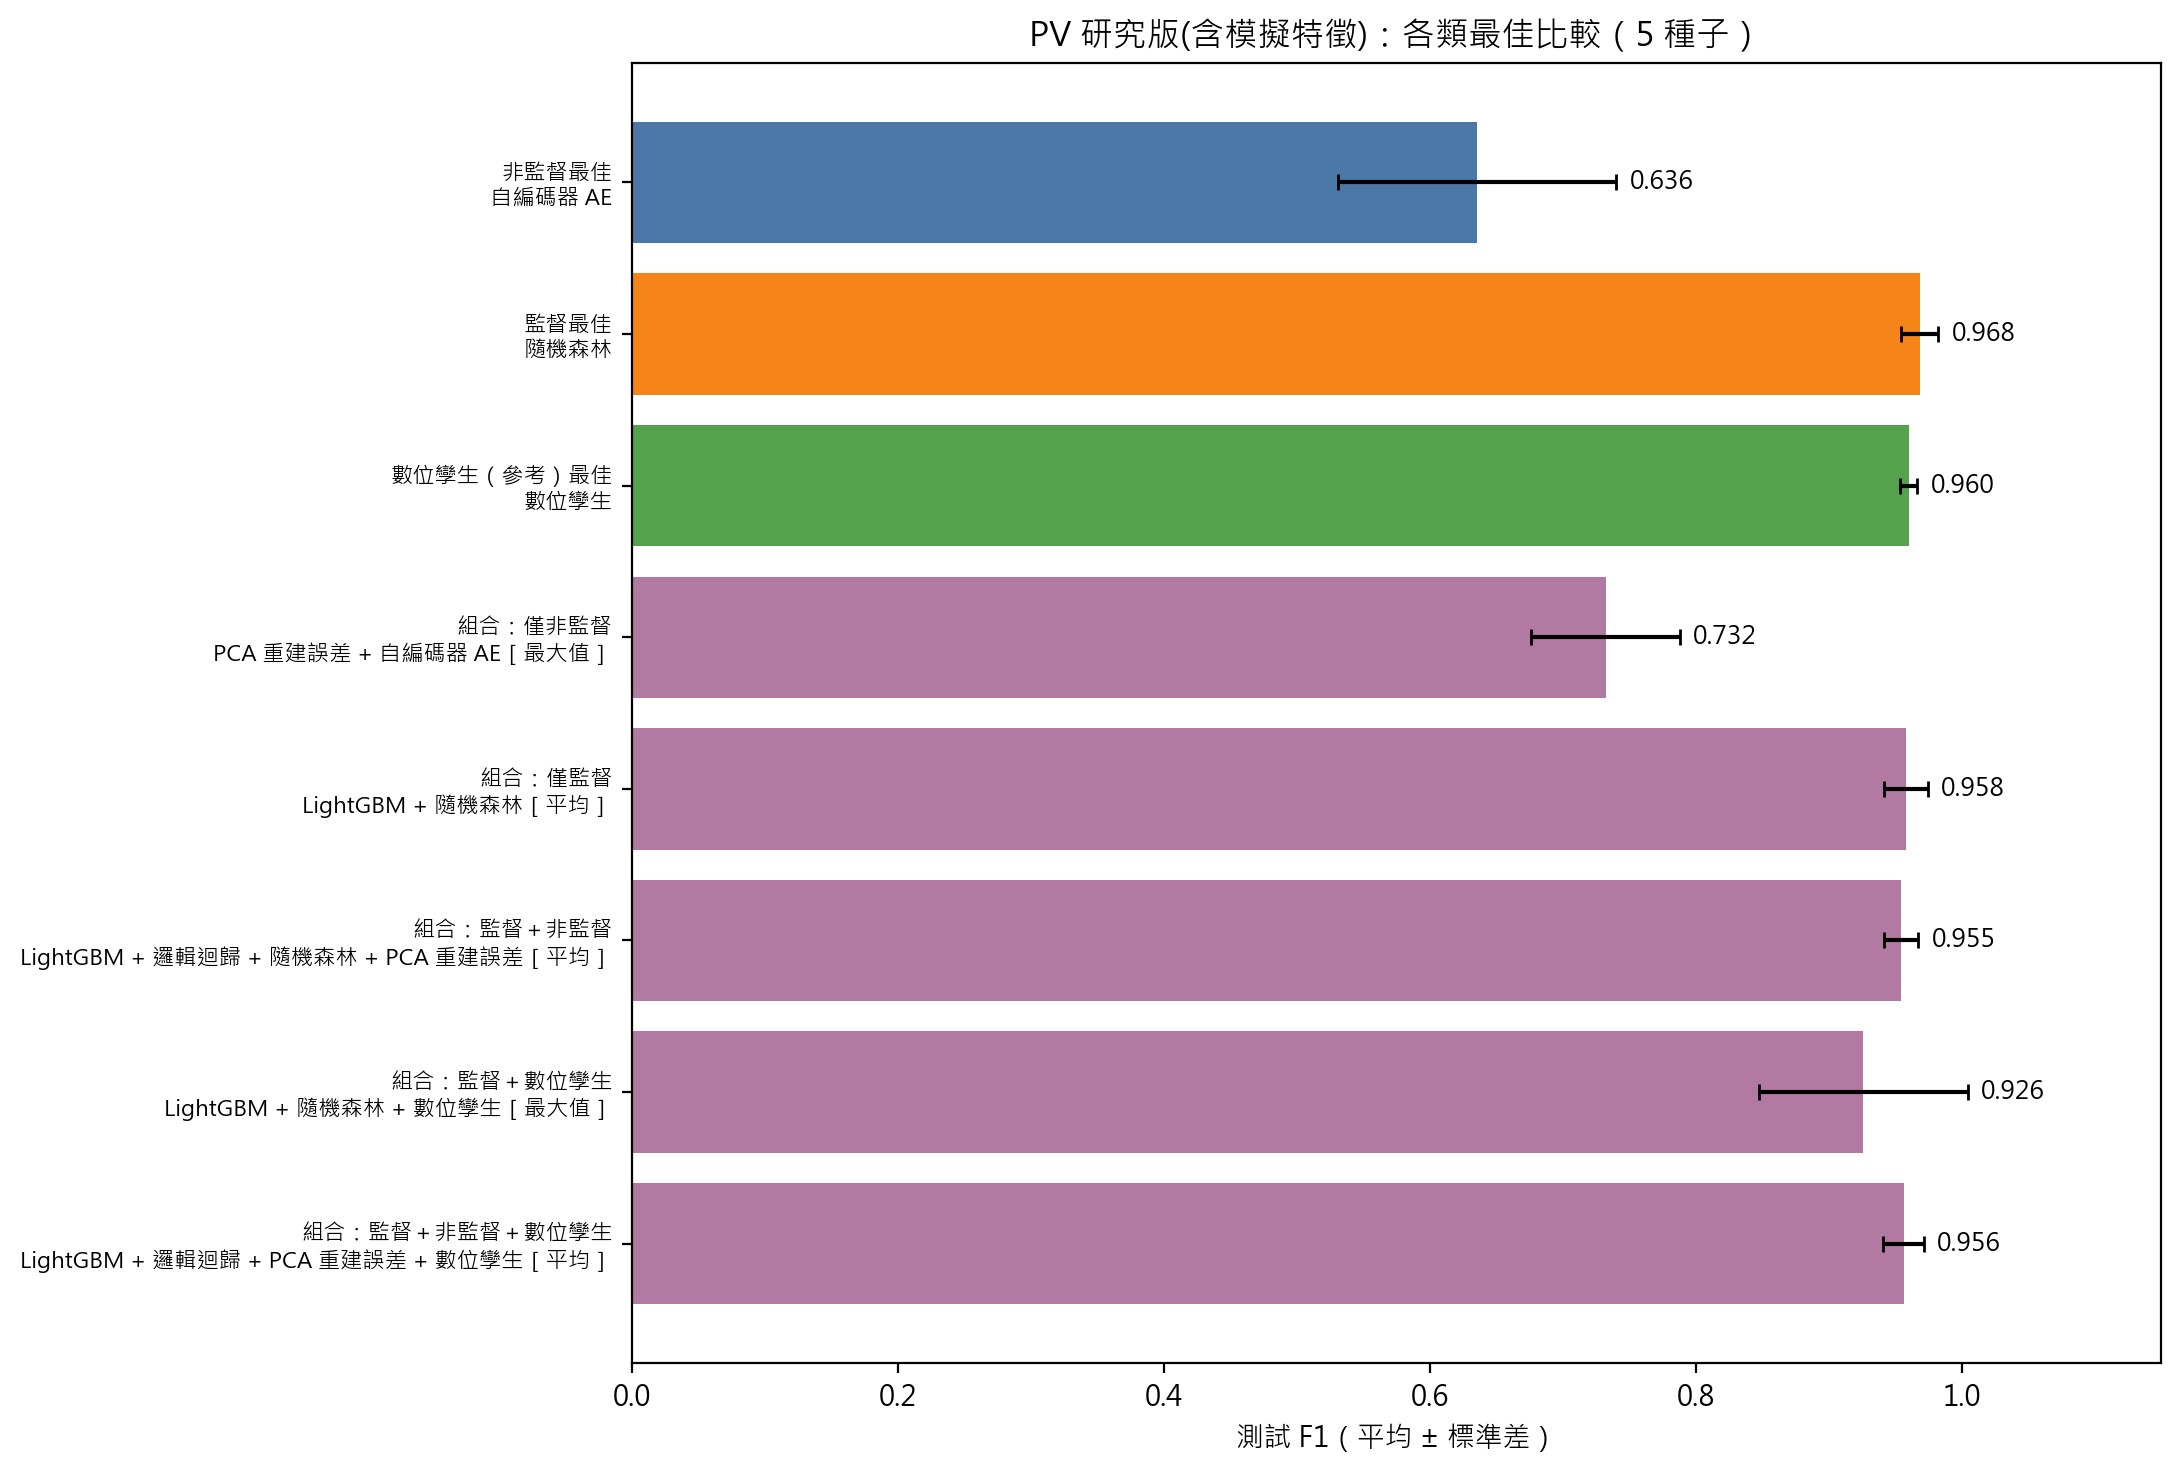 PV 研究版(含模擬特徵)：各類最佳比較（5 種子）
非監督最佳
自編碼器 AE
0.636
監督最佳
隨機森林
0.968
數位孿生（參考）最佳
數位孿生
0.960
組合：僅非監督
PCA 重建誤差 + 自編碼器 AE［最大值］
0.732
組合：僅監督
LightGBM + 隨機森林［平均］
0.958
組合：監督＋非監督
LightGBM + 邏輯迴歸 + 隨機森林 + PCA 重建誤差［平均］
0.955
組合：監督＋數位孿生
LightGBM + 隨機森林 + 數位孿生［最大值］
0.926
組合：監督＋非監督＋數位孿生
LightGBM + 邏輯迴歸 + PCA 重建誤差 + 數位孿生［平均］
0.956
0.0 0.2 0.4 0.6 0.8 1.0
測試 F1（平均 ± 標準差）